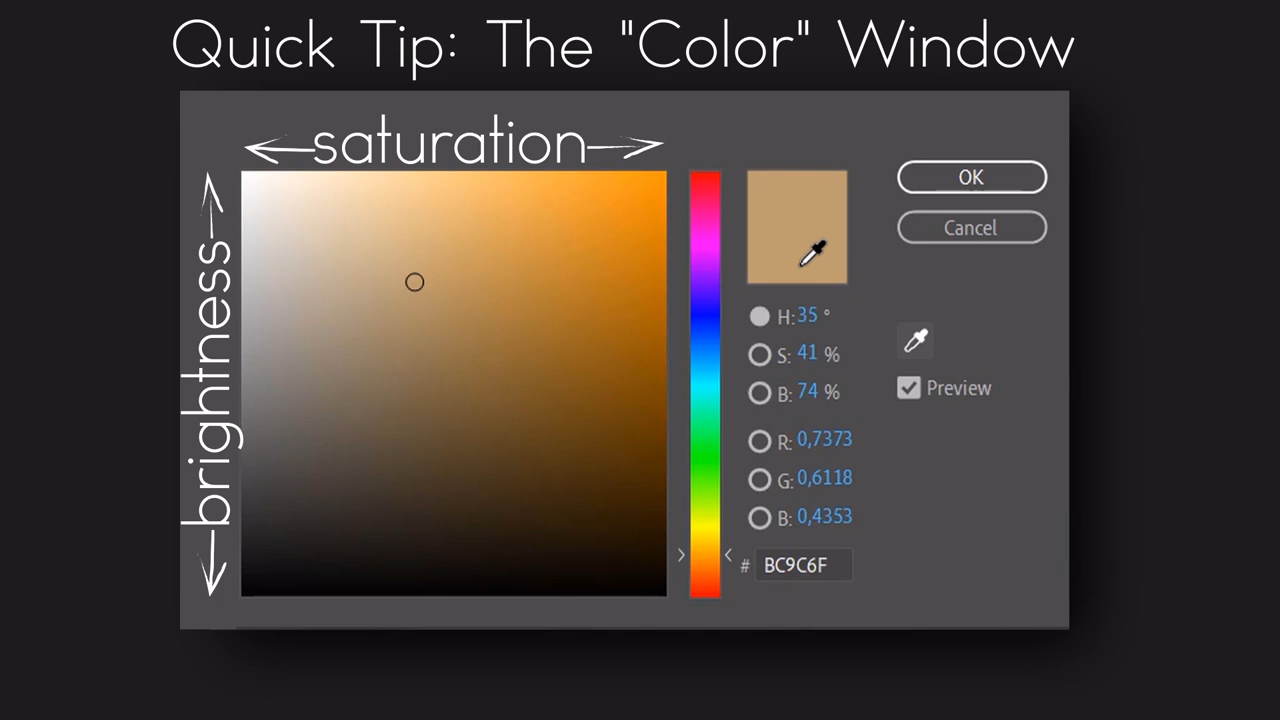 Quick Tip: The "Color" Window
←saturation→
←brightness→
OK
Cancel
H: 35 °
S: 41 %
B: 74 %
Preview
R: 0,7373
G: 0,6118
B: 0,4353
# BC9C6F